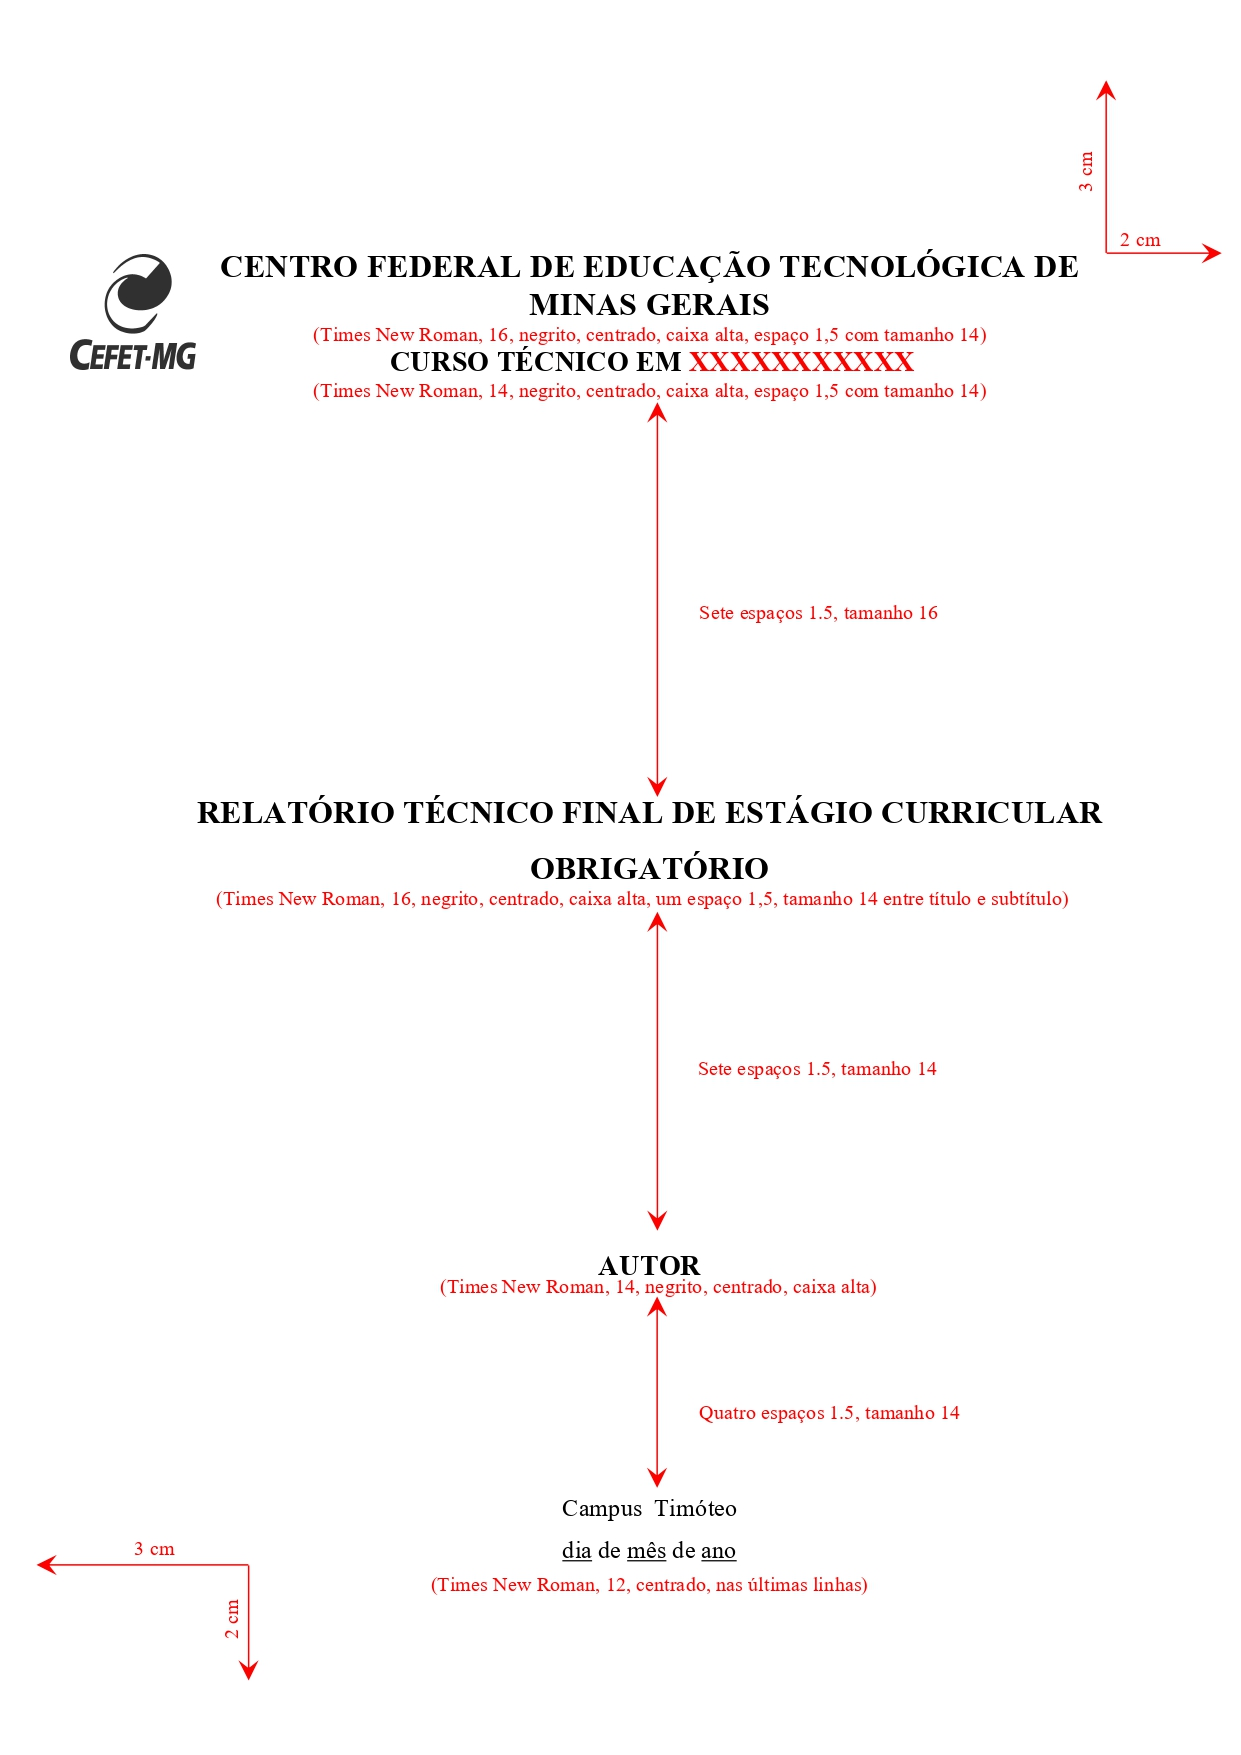 3 cm
2 cm
CENTRO FEDERAL DE EDUCAÇÃO TECNOLÓGICA DE
MINAS GERAIS
(Times New Roman, 16, negrito, centrado, caixa alta, espaço 1,5 com tamanho 14)
CEFET-MG
CURSO TÉCNICO EM XXXXXXXXXXX
(Times New Roman, 14, negrito, centrado, caixa alta, espaço 1,5 com tamanho 14)
Sete espaços 1.5, tamanho 16
RELATÓRIO TÉCNICO FINAL DE ESTÁGIO CURRICULAR
OBRIGATÓRIO
(Times New Roman, 16, negrito, centrado, caixa alta, um espaço 1,5, tamanho 14 entre título e subtítulo)
Sete espaços 1.5, tamanho 14
AUTOR
(Times New Roman, 14, negrito, centrado, caixa alta)
Quatro espaços 1.5, tamanho 14
Campus Timóteo
dia de mês de ano
3 cm
(Times New Roman, 12, centrado, nas últimas linhas)
2 cm